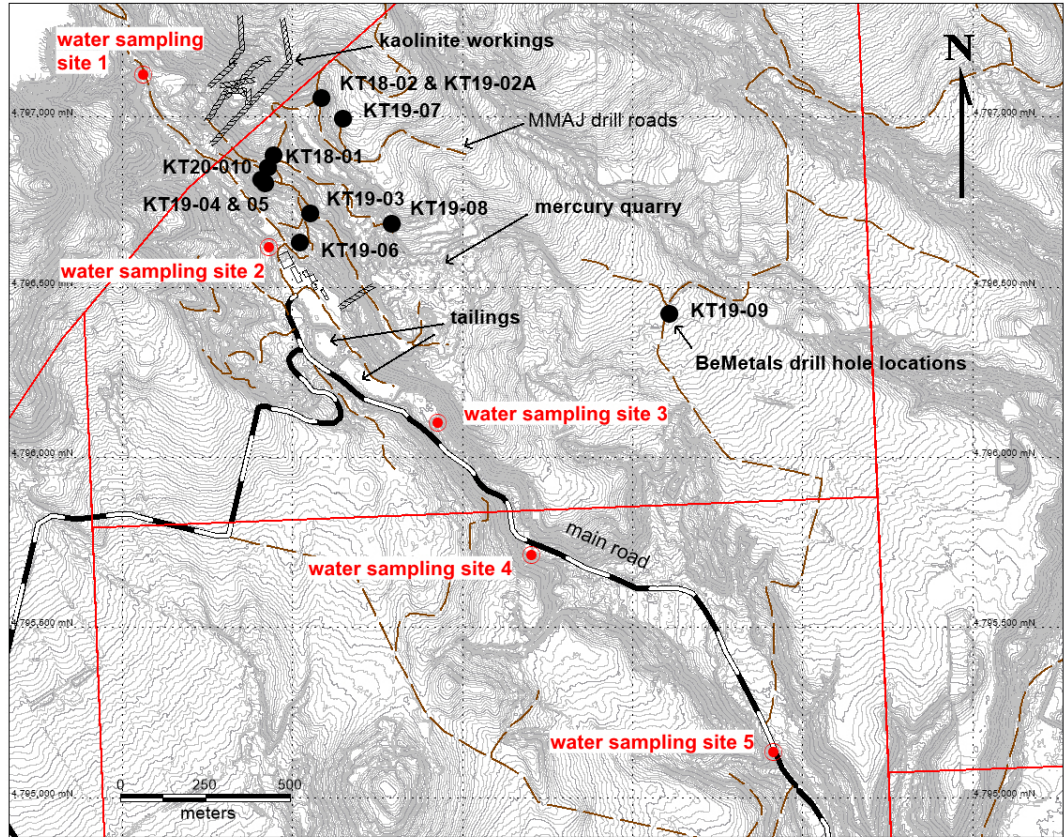 water sampling
site 1
kaolinite workings
N
KT18-02 & KT19-02A
KT19-07
4,797,000 mN
4,797,000 mN
MMAJ drill roads
KT18-01
KT20-010
KT19-04 & 05
KT19-03
KT19-08
mercury quarry
KT19-06
water sampling site 2
4,796,500 mN
4,796,500 mN
KT19-09
tailings
BeMetals drill hole locations
water sampling site 3
4,796,000 mN
4,796,000 mN
main road
water sampling site 4
4,795,500 mN
4,795,500 mN
water sampling site 5
0 250 500
meters
4,795,000 mN
4,795,000 mN